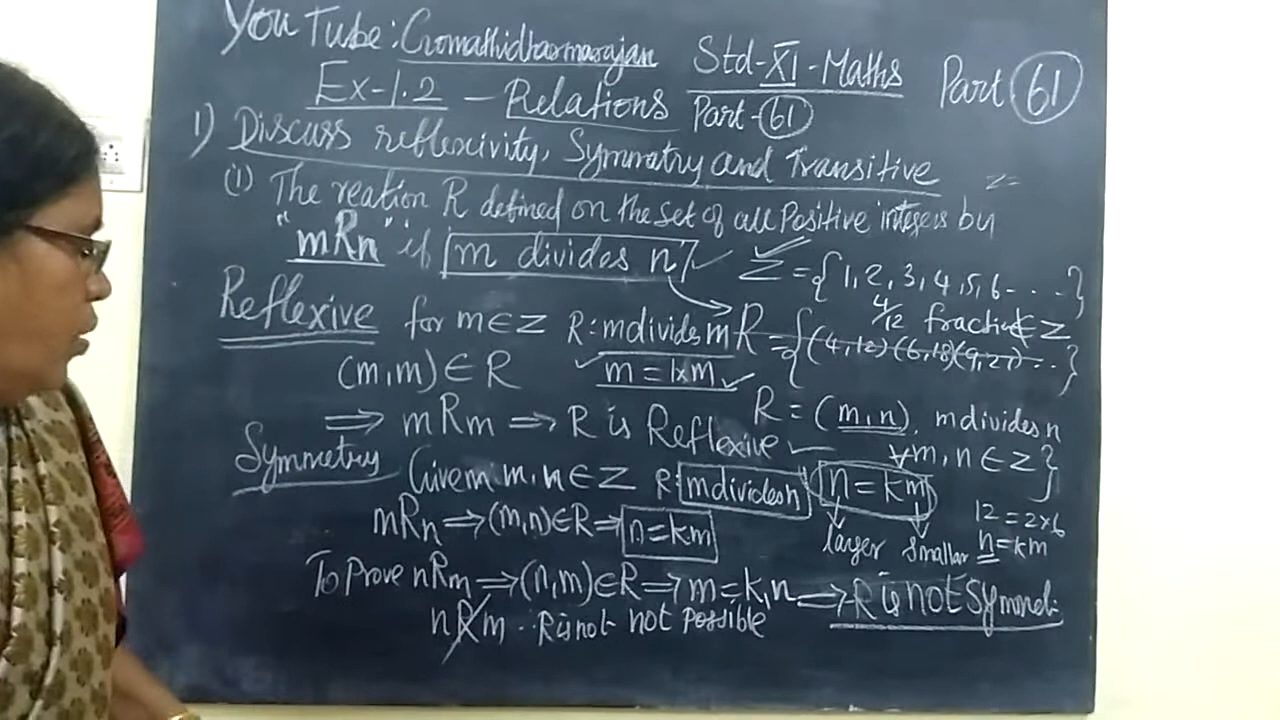 YouTube: Gomathidharmarajan Std-XI-Maths Part 61
Ex-1.2 - Relations Part-61
1) Discuss reflexivity, Symmetry and Transitive
(1) The reation R defined on the set of all Positive integers by
"mRn" if m divides n ✓ Z = {1, 2, 3, 4, 5, 6 - - - -}
4/12 fraction ∉ Z
Reflexive for m∈Z R: m divides m R = {(4,12) (6,18)(9,27) . . .}
(m,m) ∈ R ✓ m = 1×m ✓
R = (m,n), m divides n
⟹ mRm ⟹ R is Reflexive ∀m, n ∈ Z}
Symmetry Given m, n ∈ Z R: m divides n n = km
12 = 2×6
mRn ⟹ (m,n)∈R ⟹ n=km larger smaller n=km
To Prove nRm ⟹ (n,m)∈R ⟹ m=k,n ⟹ R is not Symmet
nRm . . R is not not Possible